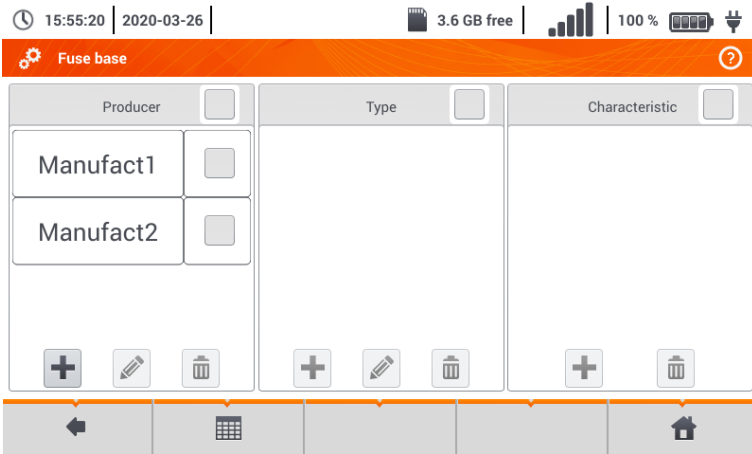 15:55:20 2020-03-26 3.6 GB free 100 %
Fuse base ?
Producer Type Characteristic
Manufact1
Manufact2